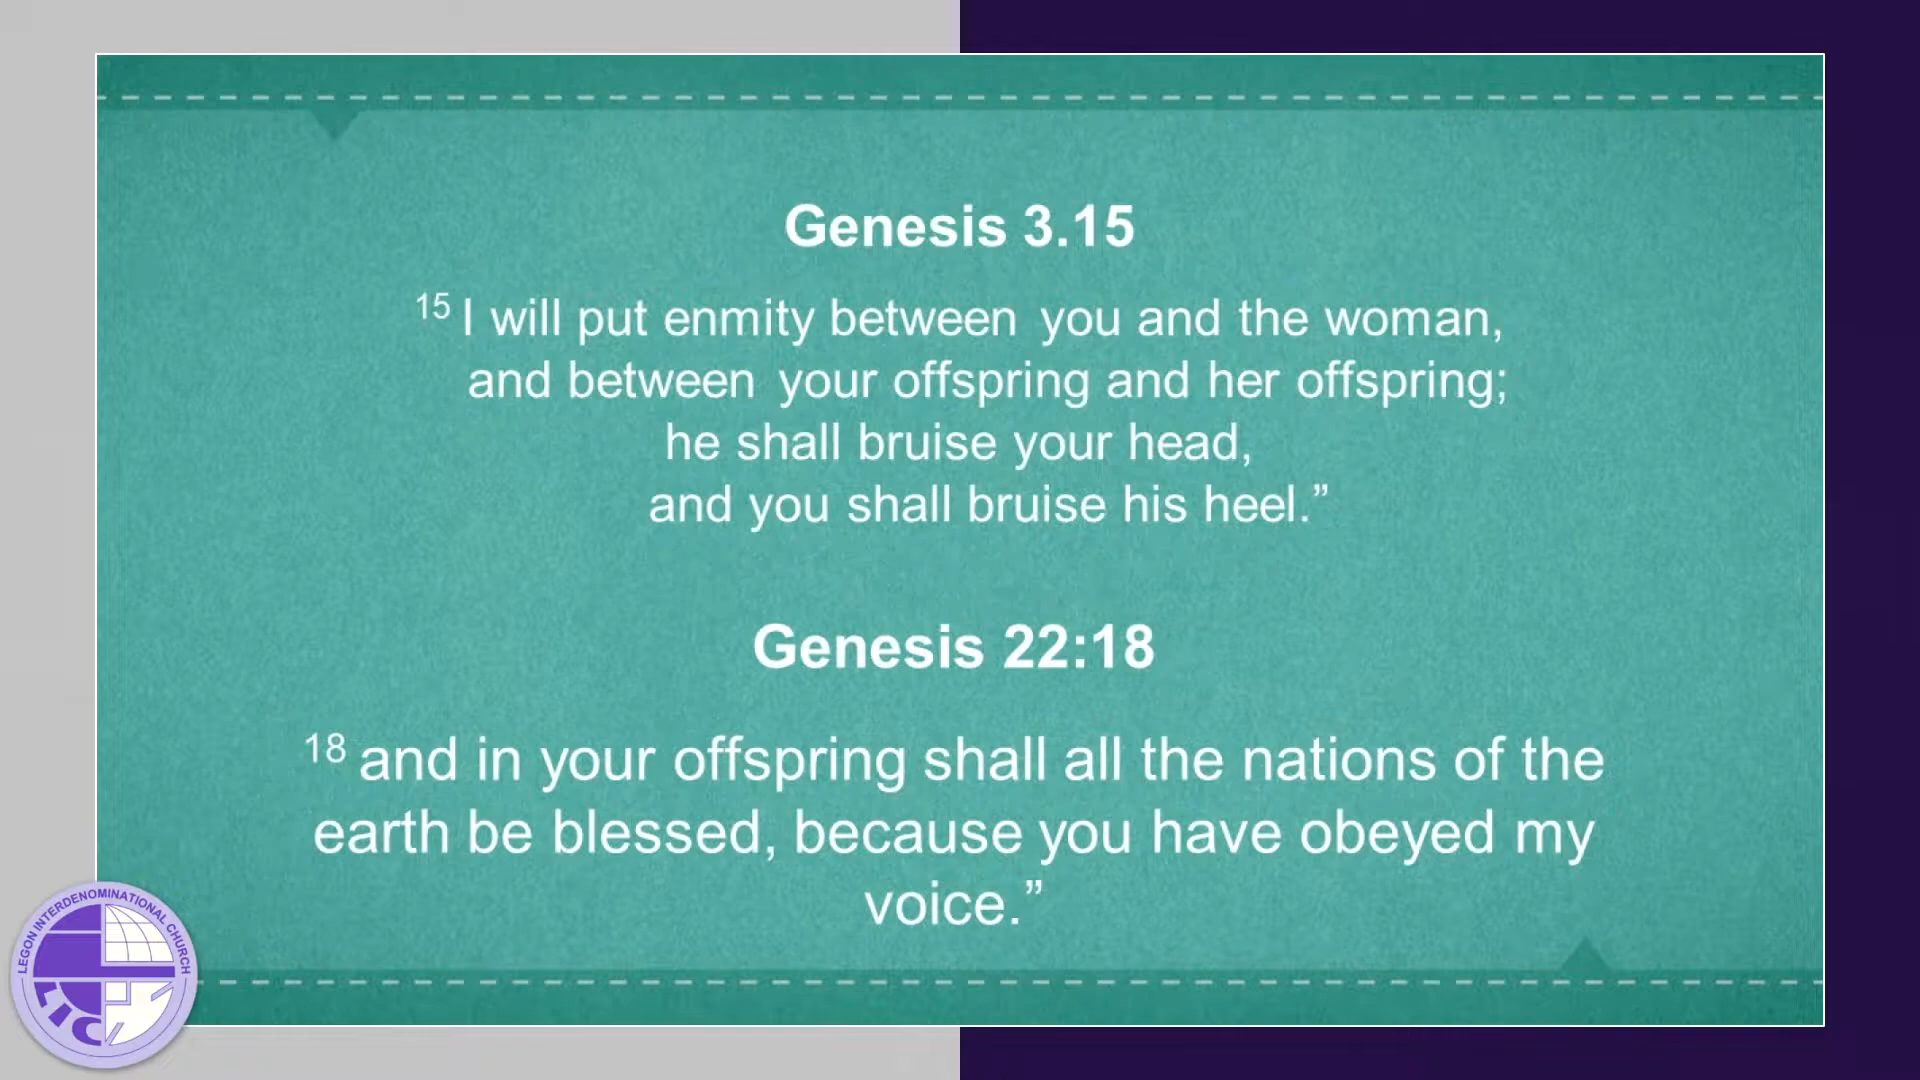 Genesis 3.15
15 I will put enmity between you and the woman,
and between your offspring and her offspring;
he shall bruise your head,
and you shall bruise his heel.”
Genesis 22:18
18 and in your offspring shall all the nations of the
earth be blessed, because you have obeyed my
voice.”
LEGON INTERDENOMINATIONAL CHURCH
LIC